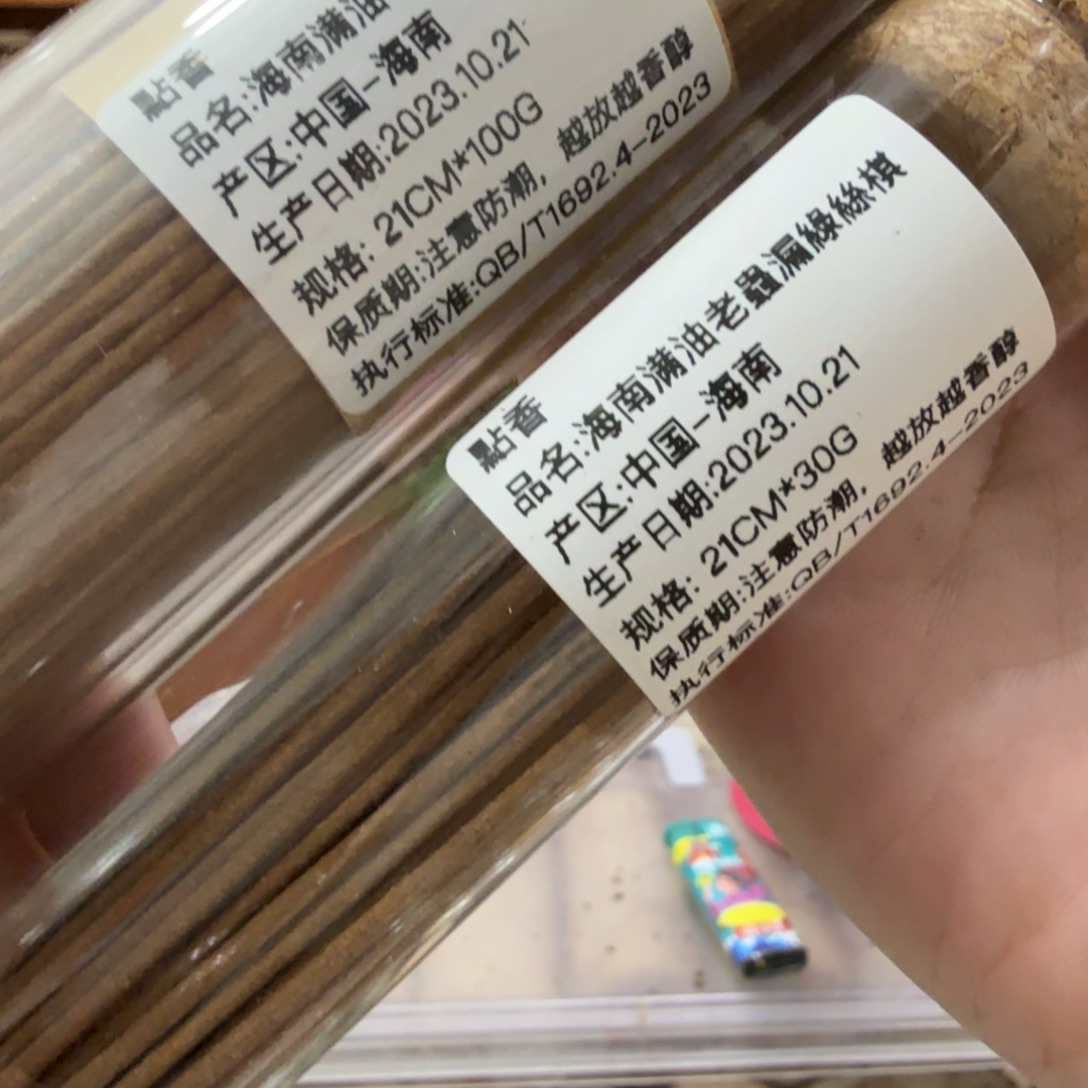 點香
品名:海南满油
产区:中国-海南
生产日期:2023.10.21
规格: 21CM*100G
保质期:注意防潮, 越放越香醇
执行标准:QB/T1692.4-2023
點香
品名:海南满油老蟲漏綠絲棋
产区:中国-海南
生产日期:2023.10.21
规格: 21CM*30G
保质期:注意防潮, 越放越香醇
执行标准:QB/T1692.4-2023